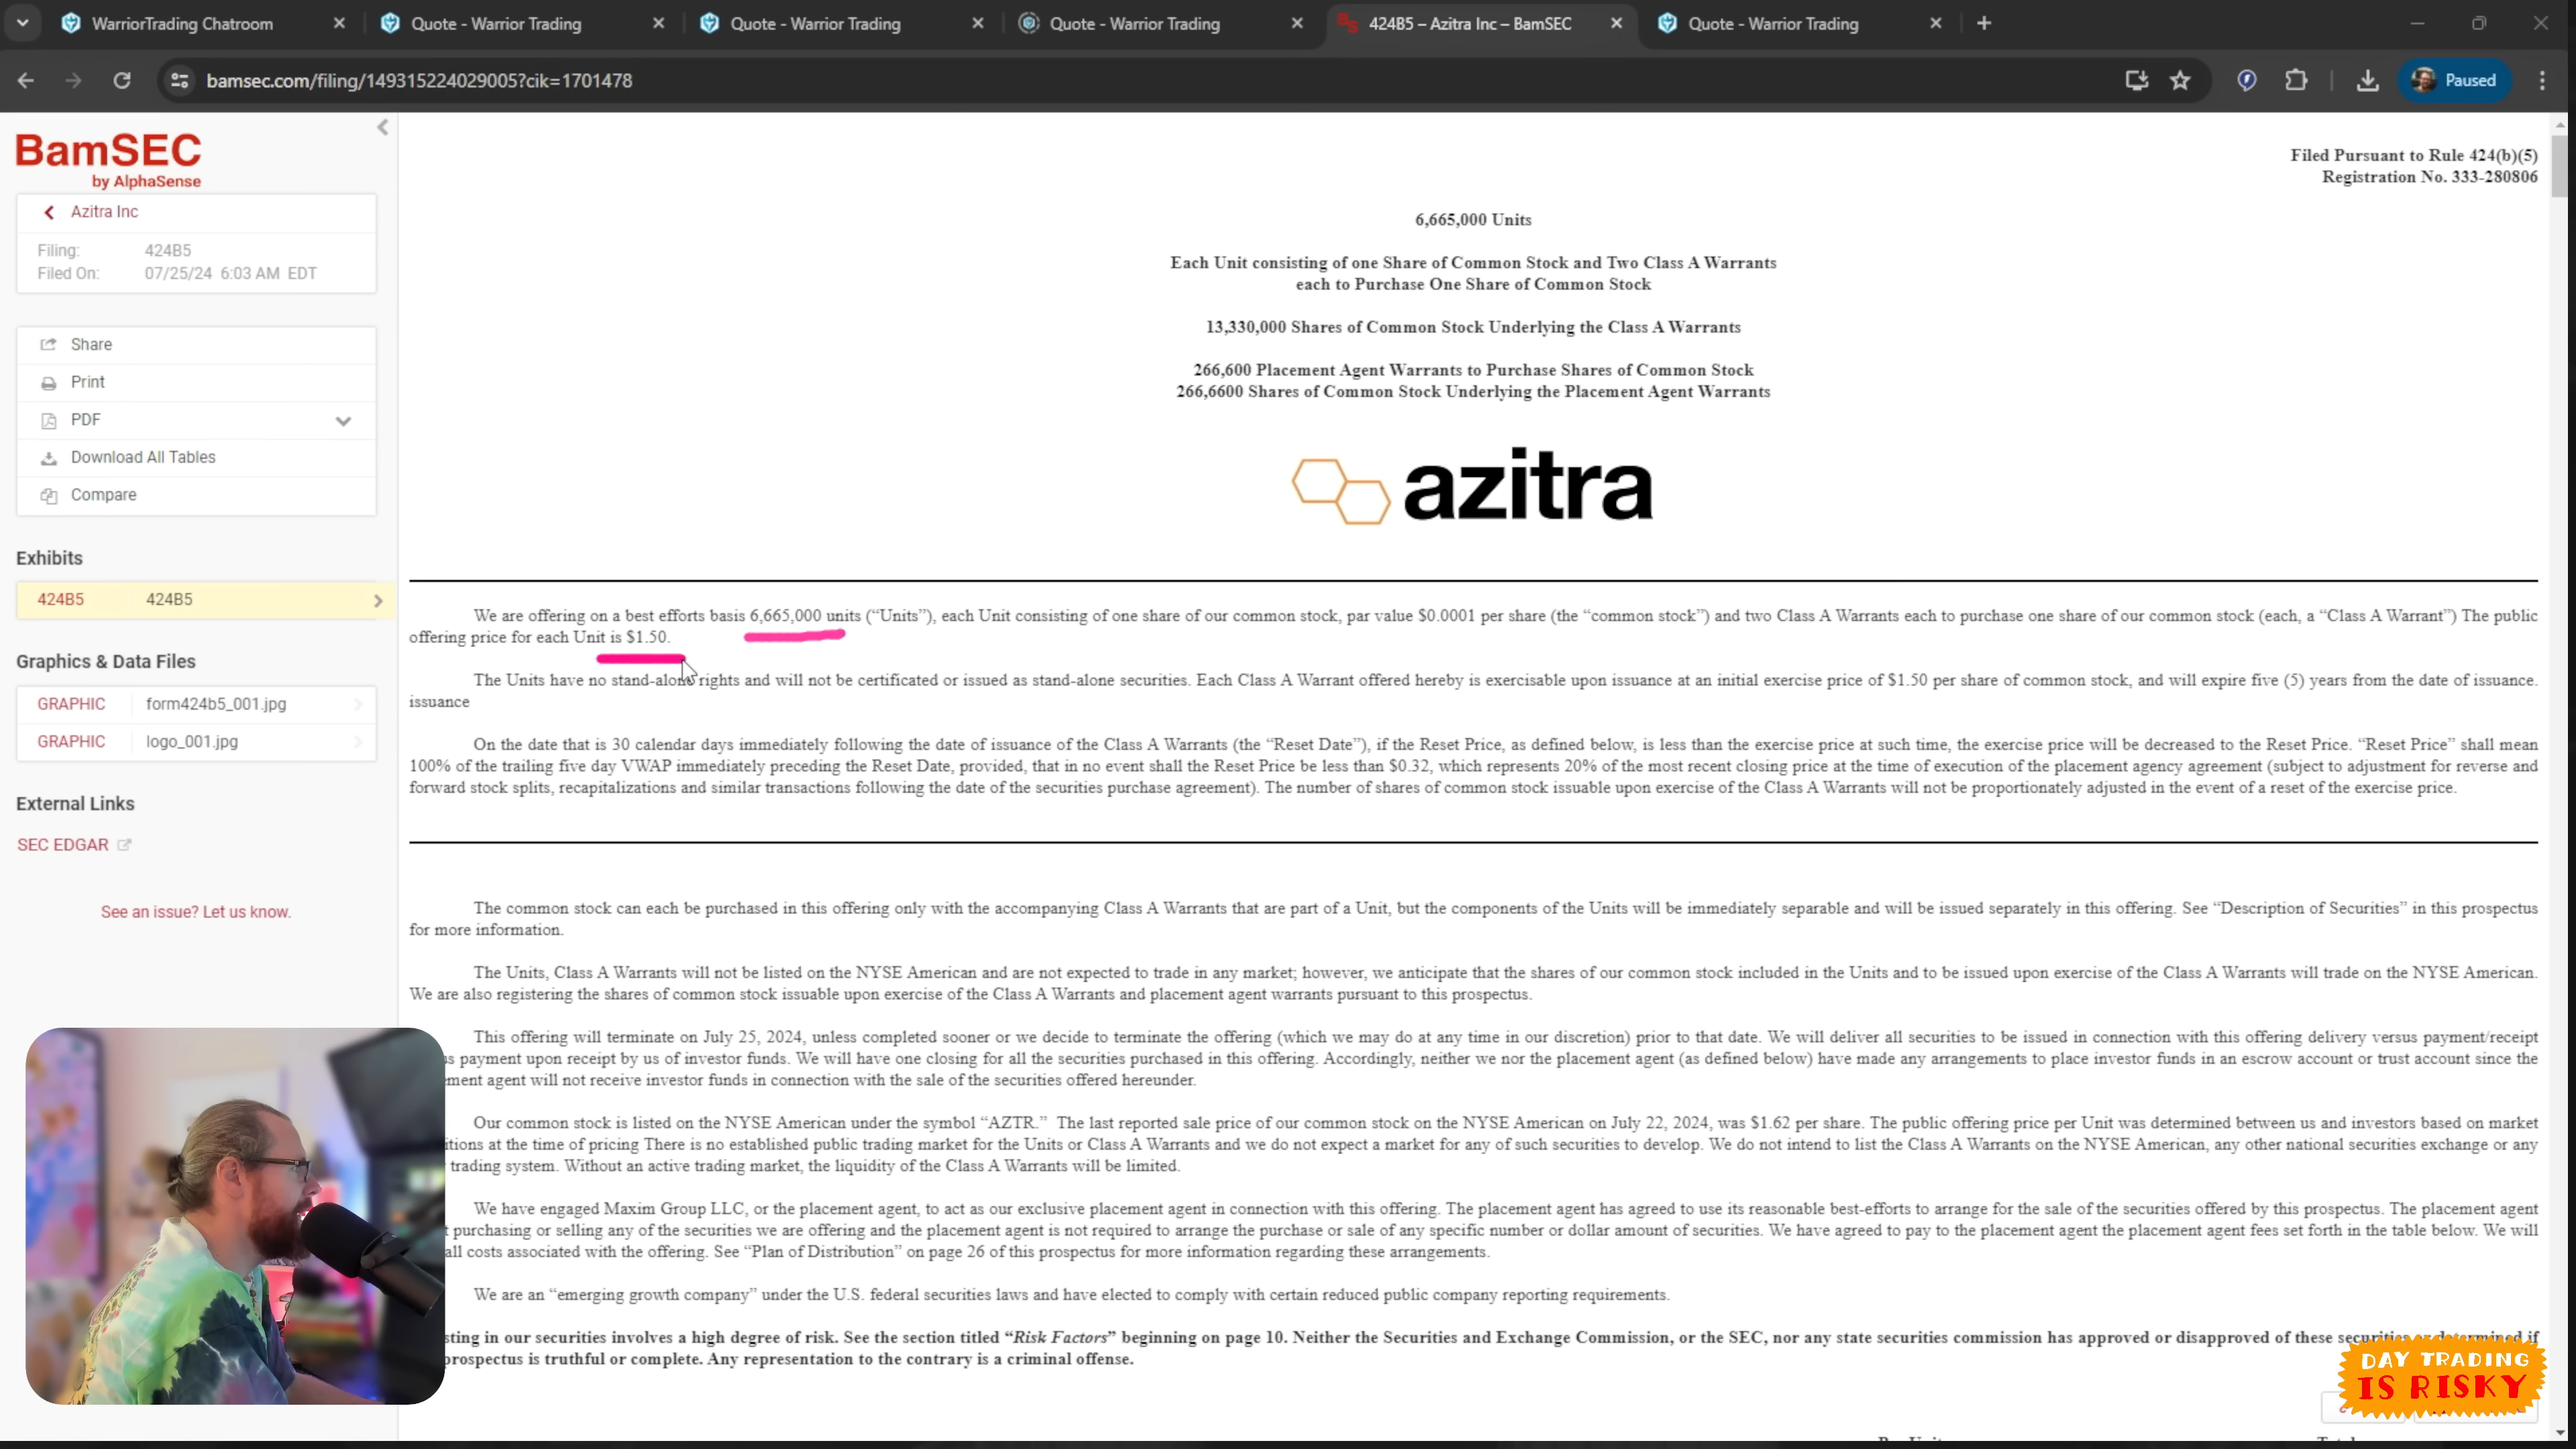 WarriorTrading Chatroom
Quote - Warrior Trading
Quote - Warrior Trading
Quote - Warrior Trading
424B5 – Azitra Inc – BamSEC
Quote - Warrior Trading
bamsec.com/filing/149315224029005?cik=1701478
Paused
BamSEC
by AlphaSense
Azitra Inc
Filing: 424B5
Filed On: 07/25/24 6:03 AM EDT
Share
Print
PDF
Download All Tables
Compare
Exhibits
424B5 424B5
Graphics & Data Files
GRAPHIC form424b5_001.jpg
GRAPHIC logo_001.jpg
External Links
SEC EDGAR
See an issue? Let us know.
Filed Pursuant to Rule 424(b)(5)
Registration No. 333-280806
6,665,000 Units
Each Unit consisting of one Share of Common Stock and Two Class A Warrants
each to Purchase One Share of Common Stock
13,330,000 Shares of Common Stock Underlying the Class A Warrants
266,600 Placement Agent Warrants to Purchase Shares of Common Stock
266,6600 Shares of Common Stock Underlying the Placement Agent Warrants
azitra
We are offering on a best efforts basis 6,665,000 units (“Units”), each Unit consisting of one share of our common stock, par value $0.0001 per share (the “common stock”) and two Class A Warrants each to purchase one share of our common stock (each, a “Class A Warrant”) The public
offering price for each Unit is $1.50.
The Units have no stand-alone rights and will not be certificated or issued as stand-alone securities. Each Class A Warrant offered hereby is exercisable upon issuance at an initial exercise price of $1.50 per share of common stock, and will expire five (5) years from the date of issuance.
issuance
On the date that is 30 calendar days immediately following the date of issuance of the Class A Warrants (the “Reset Date”), if the Reset Price, as defined below, is less than the exercise price at such time, the exercise price will be decreased to the Reset Price. “Reset Price” shall mean
100% of the trailing five day VWAP immediately preceding the Reset Date, provided, that in no event shall the Reset Price be less than $0.32, which represents 20% of the most recent closing price at the time of execution of the placement agency agreement (subject to adjustment for reverse and
forward stock splits, recapitalizations and similar transactions following the date of the securities purchase agreement). The number of shares of common stock issuable upon exercise of the Class A Warrants will not be proportionately adjusted in the event of a reset of the exercise price.
The common stock can each be purchased in this offering only with the accompanying Class A Warrants that are part of a Unit, but the components of the Units will be immediately separable and will be issued separately in this offering. See “Description of Securities” in this prospectus
for more information.
The Units, Class A Warrants will not be listed on the NYSE American and are not expected to trade in any market; however, we anticipate that the shares of our common stock included in the Units and to be issued upon exercise of the Class A Warrants will trade on the NYSE American.
We are also registering the shares of common stock issuable upon exercise of the Class A Warrants and placement agent warrants pursuant to this prospectus.
This offering will terminate on July 25, 2024, unless completed sooner or we decide to terminate the offering (which we may do at any time in our discretion) prior to that date. We will deliver all securities to be issued in connection with this offering delivery versus payment/receipt
payment upon receipt by us of investor funds. We will have one closing for all the securities purchased in this offering. Accordingly, neither we nor the placement agent (as defined below) have made any arrangements to place investor funds in an escrow account or trust account since the
ment agent will not receive investor funds in connection with the sale of the securities offered hereunder.
Our common stock is listed on the NYSE American under the symbol “AZTR.” The last reported sale price of our common stock on the NYSE American on July 22, 2024, was $1.62 per share. The public offering price per Unit was determined between us and investors based on market
itions at the time of pricing There is no established public trading market for the Units or Class A Warrants and we do not expect a market for any of such securities to develop. We do not intend to list the Class A Warrants on the NYSE American, any other national securities exchange or any
trading system. Without an active trading market, the liquidity of the Class A Warrants will be limited.
We have engaged Maxim Group LLC, or the placement agent, to act as our exclusive placement agent in connection with this offering. The placement agent has agreed to use its reasonable best-efforts to arrange for the sale of the securities offered by this prospectus. The placement agent
purchasing or selling any of the securities we are offering and the placement agent is not required to arrange the purchase or sale of any specific number or dollar amount of securities. We have agreed to pay to the placement agent the placement agent fees set forth in the table below. We will
all costs associated with the offering. See “Plan of Distribution” on page 26 of this prospectus for more information regarding these arrangements.
We are an “emerging growth company” under the U.S. federal securities laws and have elected to comply with certain reduced public company reporting requirements.
sting in our securities involves a high degree of risk. See the section titled “Risk Factors” beginning on page 10. Neither the Securities and Exchange Commission, or the SEC, nor any state securities commission has approved or disapproved of these securities or determined if
prospectus is truthful or complete. Any representation to the contrary is a criminal offense.
DAY TRADING
IS RISKY